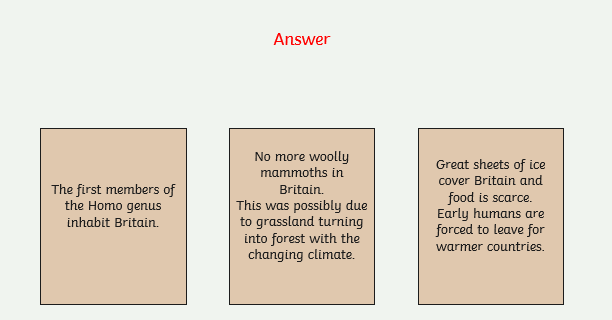 Answer
The first members of
the Homo genus
inhabit Britain.
No more woolly
mammoths in
Britain.
This was possibly due
to grassland turning
into forest with the
changing climate.
Great sheets of ice
cover Britain and
food is scarce.
Early humans are
forced to leave for
warmer countries.